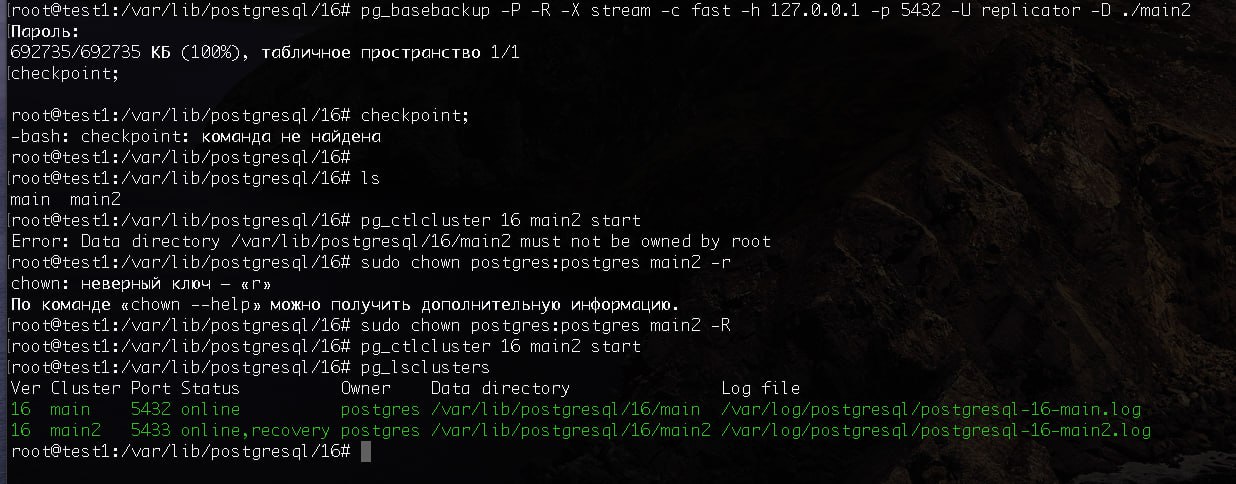 [root@test1:/var/lib/postgresql/16# pg_basebackup -P -R -X stream -c fast -h 127.0.0.1 -p 5432 -U replicator -D ./main2
[Пароль:
692735/692735 КБ (100%), табличное пространство 1/1
[checkpoint;
root@test1:/var/lib/postgresql/16# checkpoint;
-bash: checkpoint: команда не найдена
[root@test1:/var/lib/postgresql/16#
[root@test1:/var/lib/postgresql/16# ls
main  main2
[root@test1:/var/lib/postgresql/16# pg_ctlcluster 16 main2 start
Error: Data directory /var/lib/postgresql/16/main2 must not be owned by root
[root@test1:/var/lib/postgresql/16# sudo chown postgres:postgres main2 -r
chown: неверный ключ — «r»
По команде «chown --help» можно получить дополнительную информацию.
[root@test1:/var/lib/postgresql/16# sudo chown postgres:postgres main2 -R
[root@test1:/var/lib/postgresql/16# pg_ctlcluster 16 main2 start
[root@test1:/var/lib/postgresql/16# pg_lsclusters
Ver Cluster Port Status          Owner    Data directory               Log file
16  main    5432 online          postgres /var/lib/postgresql/16/main  /var/log/postgresql/postgresql-16-main.log
16  main2   5433 online,recovery postgres /var/lib/postgresql/16/main2 /var/log/postgresql/postgresql-16-main2.log
root@test1:/var/lib/postgresql/16#